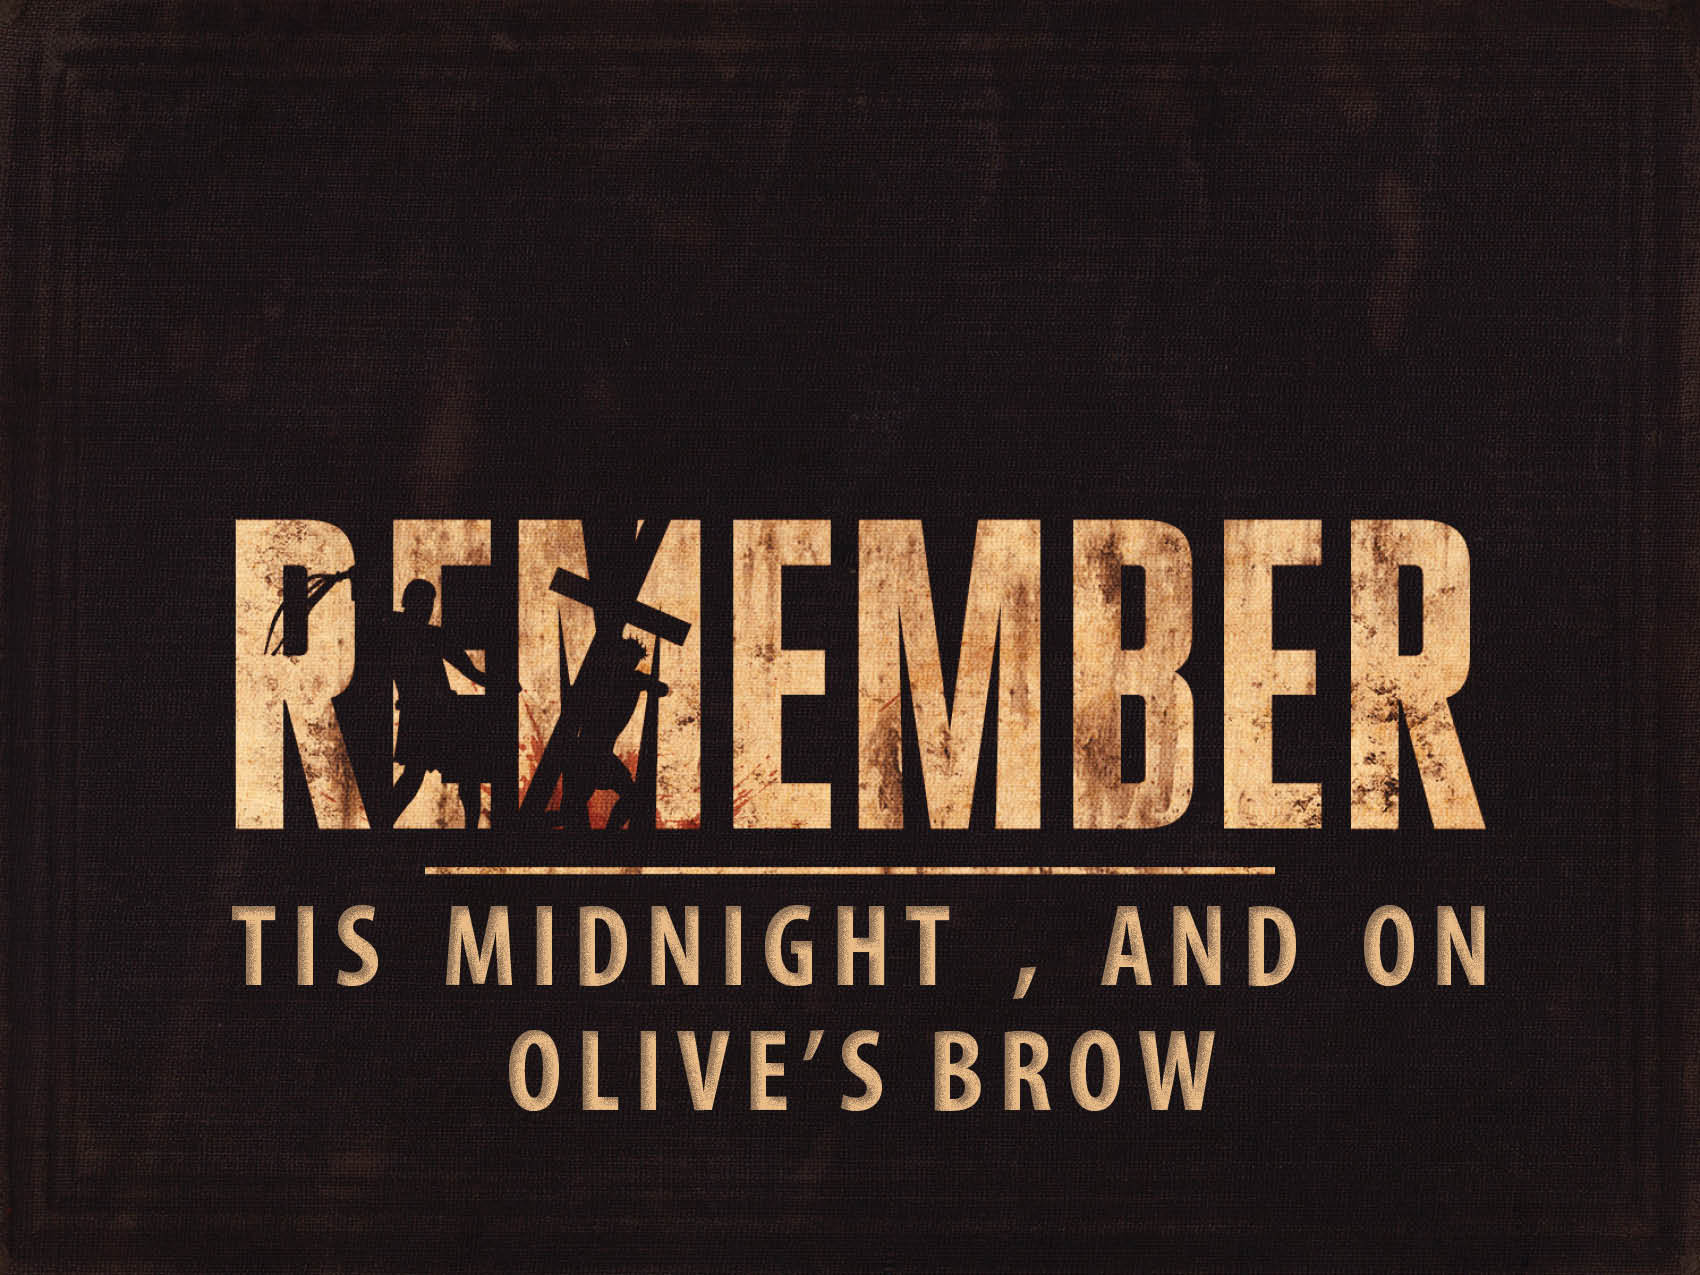 REMEMBER
TIS MIDNIGHT , AND ON
OLIVE’S BROW